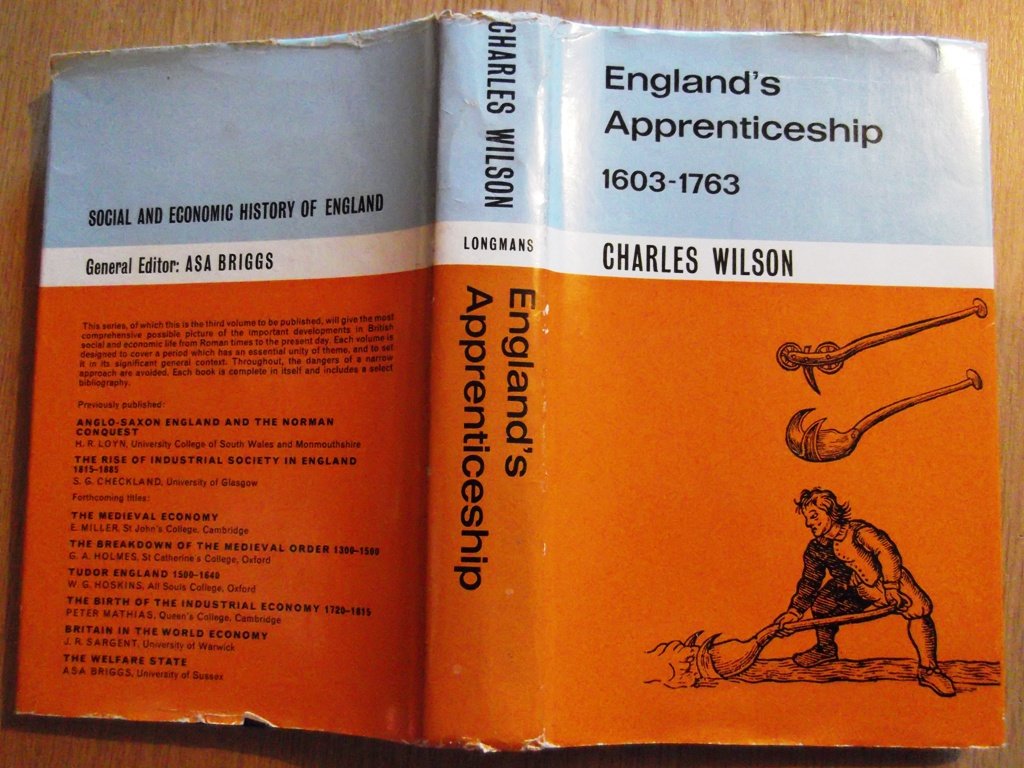 SOCIAL AND ECONOMIC HISTORY OF ENGLAND
General Editor: ASA BRIGGS
This series, of which this is the third volume to be published, will give the most
comprehensive possible picture of the important developments in British
social and economic life from Roman times to the present day. Each volume is
designed to cover a period which has an essential unity of theme, and to set
it in its significant general context. Throughout, the dangers of a narrow
approach are avoided. Each book is complete in itself and includes a select
bibliography.
Previously published:
ANGLO-SAXON ENGLAND AND THE NORMAN
CONQUEST
H. R. LOYN, University College of South Wales and Monmouthshire
THE RISE OF INDUSTRIAL SOCIETY IN ENGLAND
1815-1885
S. G. CHECKLAND, University of Glasgow
Forthcoming titles:
THE MEDIEVAL ECONOMY
E. MILLER, St John's College, Cambridge
THE BREAKDOWN OF THE MEDIEVAL ORDER 1300-1500
G. A. HOLMES, St Catherine's College, Oxford
TUDOR ENGLAND 1500-1640
W. G. HOSKINS, All Souls College, Oxford
THE BIRTH OF THE INDUSTRIAL ECONOMY 1720-1815
PETER MATHIAS, Queen's College, Cambridge
BRITAIN IN THE WORLD ECONOMY
J. R. SARGENT, University of Warwick
THE WELFARE STATE
ASA BRIGGS, University of Sussex
CHARLES WILSON
LONGMANS
England's
Apprenticeship
England's
Apprenticeship
1603-1763
CHARLES WILSON